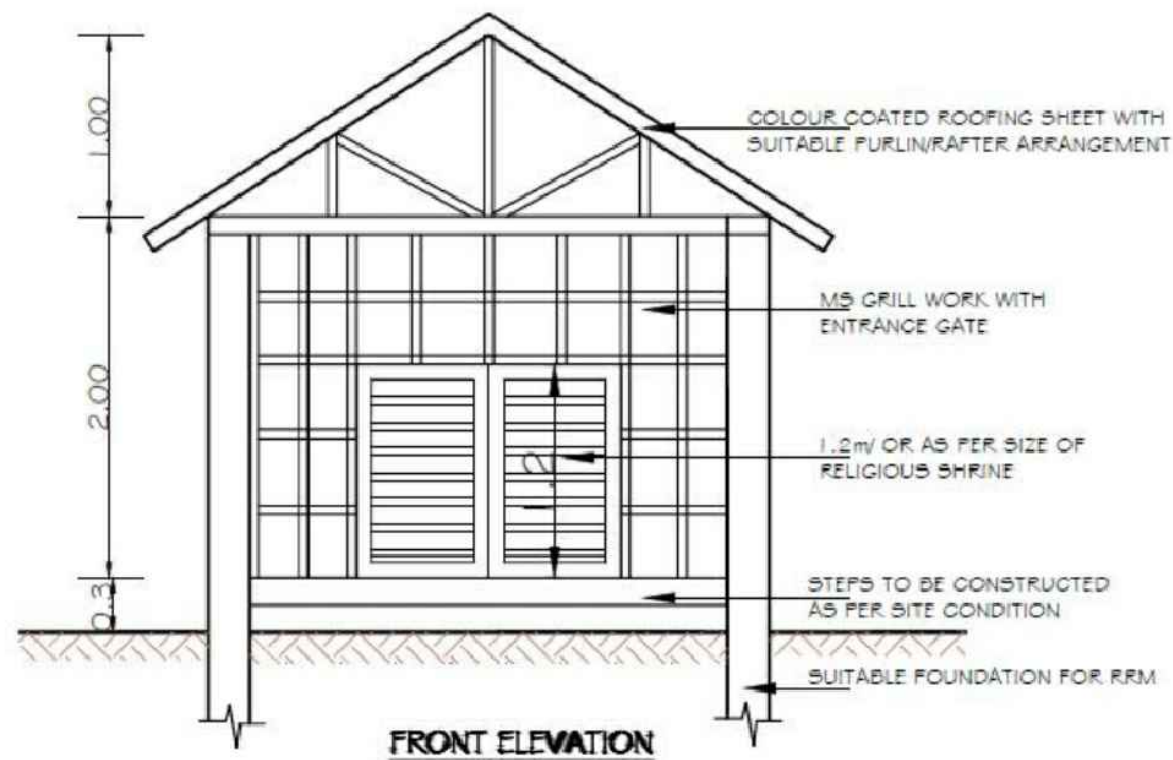 1.00
COLOUR COATED ROOFING SHEET WITH
SUITABLE PURLIN/RAFTER ARRANGEMENT
2.00
MS GRILL WORK WITH
ENTRANCE GATE
1.2
1.2m/ OR AS PER SIZE OF
RELIGIOUS SHRINE
0.3
STEPS TO BE CONSTRUCTED
AS PER SITE CONDITION
SUITABLE FOUNDATION FOR RRM
FRONT ELEVATION